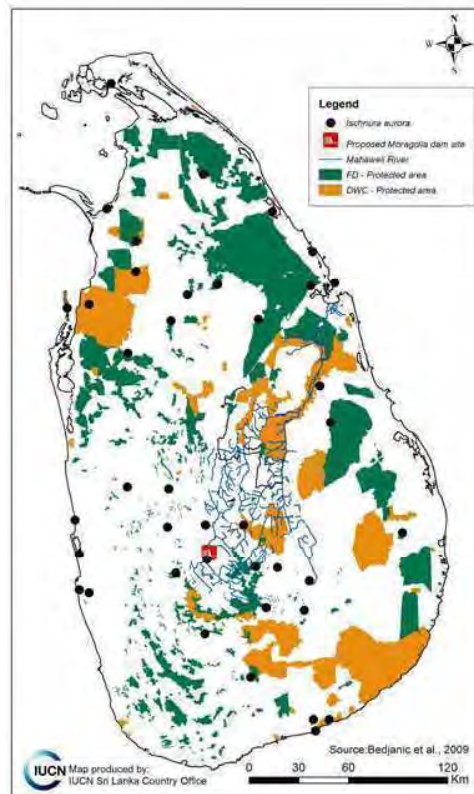 N
W E
S
Legend
Ischnura aurora
Proposed Moragolla dam site
Mahaweli River
FD - Protected area
DWC - Protected area
Source:Bedjanic et al., 2009
IUCN
Map produced by:
IUCN Sri Lanka Country Office
0 30 60 120
Km